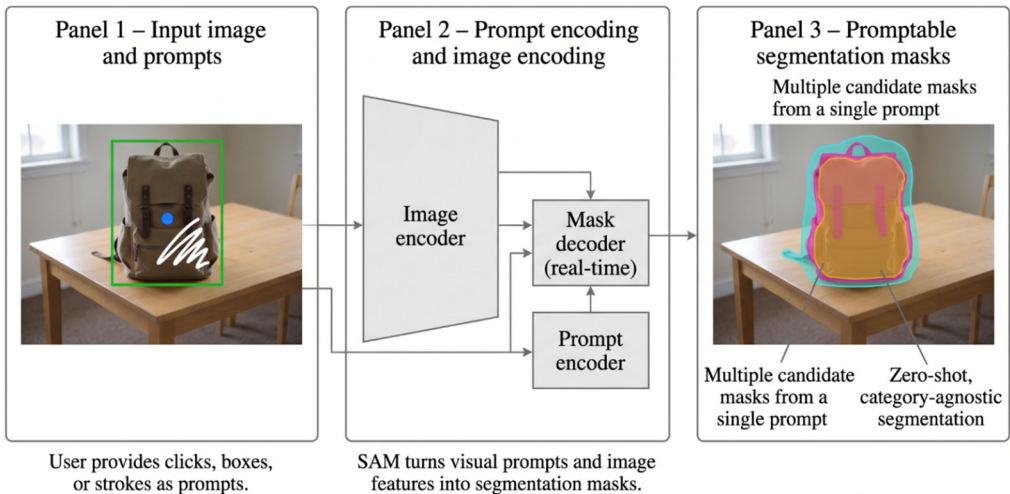 Panel 1 – Input image
and prompts
User provides clicks, boxes,
or strokes as prompts.
Panel 2 – Prompt encoding
and image encoding
Image
encoder
Mask
decoder
(real-time)
Prompt
encoder
SAM turns visual prompts and image
features into segmentation masks.
Panel 3 – Promptable
segmentation masks
Multiple candidate masks
from a single prompt
Multiple candidate
masks from a
single prompt
Zero-shot,
category-agnostic
segmentation